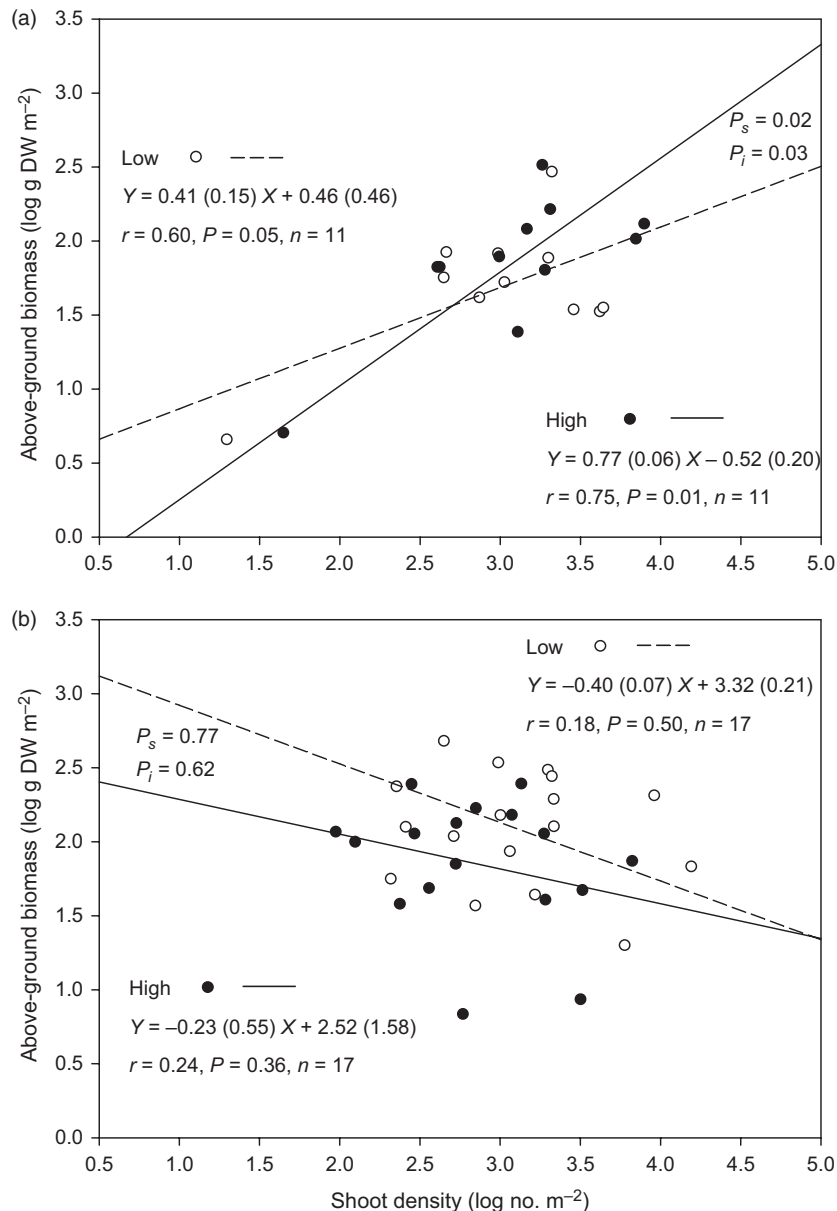 (a)
3.5
3.0
2.5
2.0
1.5
1.0
0.5
0.0
Above-ground biomass (log g DW m⁻²)
Low
Y = 0.41 (0.15) X + 0.46 (0.46)
r = 0.60, P = 0.05, n = 11
Pₛ = 0.02
Pᵢ = 0.03
High
Y = 0.77 (0.06) X – 0.52 (0.20)
r = 0.75, P = 0.01, n = 11
0.5 1.0 1.5 2.0 2.5 3.0 3.5 4.0 4.5 5.0
(b)
3.5
3.0
2.5
2.0
1.5
1.0
0.5
0.0
Above-ground biomass (log g DW m⁻²)
Low
Y = –0.40 (0.07) X + 3.32 (0.21)
r = 0.18, P = 0.50, n = 17
Pₛ = 0.77
Pᵢ = 0.62
High
Y = –0.23 (0.55) X + 2.52 (1.58)
r = 0.24, P = 0.36, n = 17
0.5 1.0 1.5 2.0 2.5 3.0 3.5 4.0 4.5 5.0
Shoot density (log no. m⁻²)